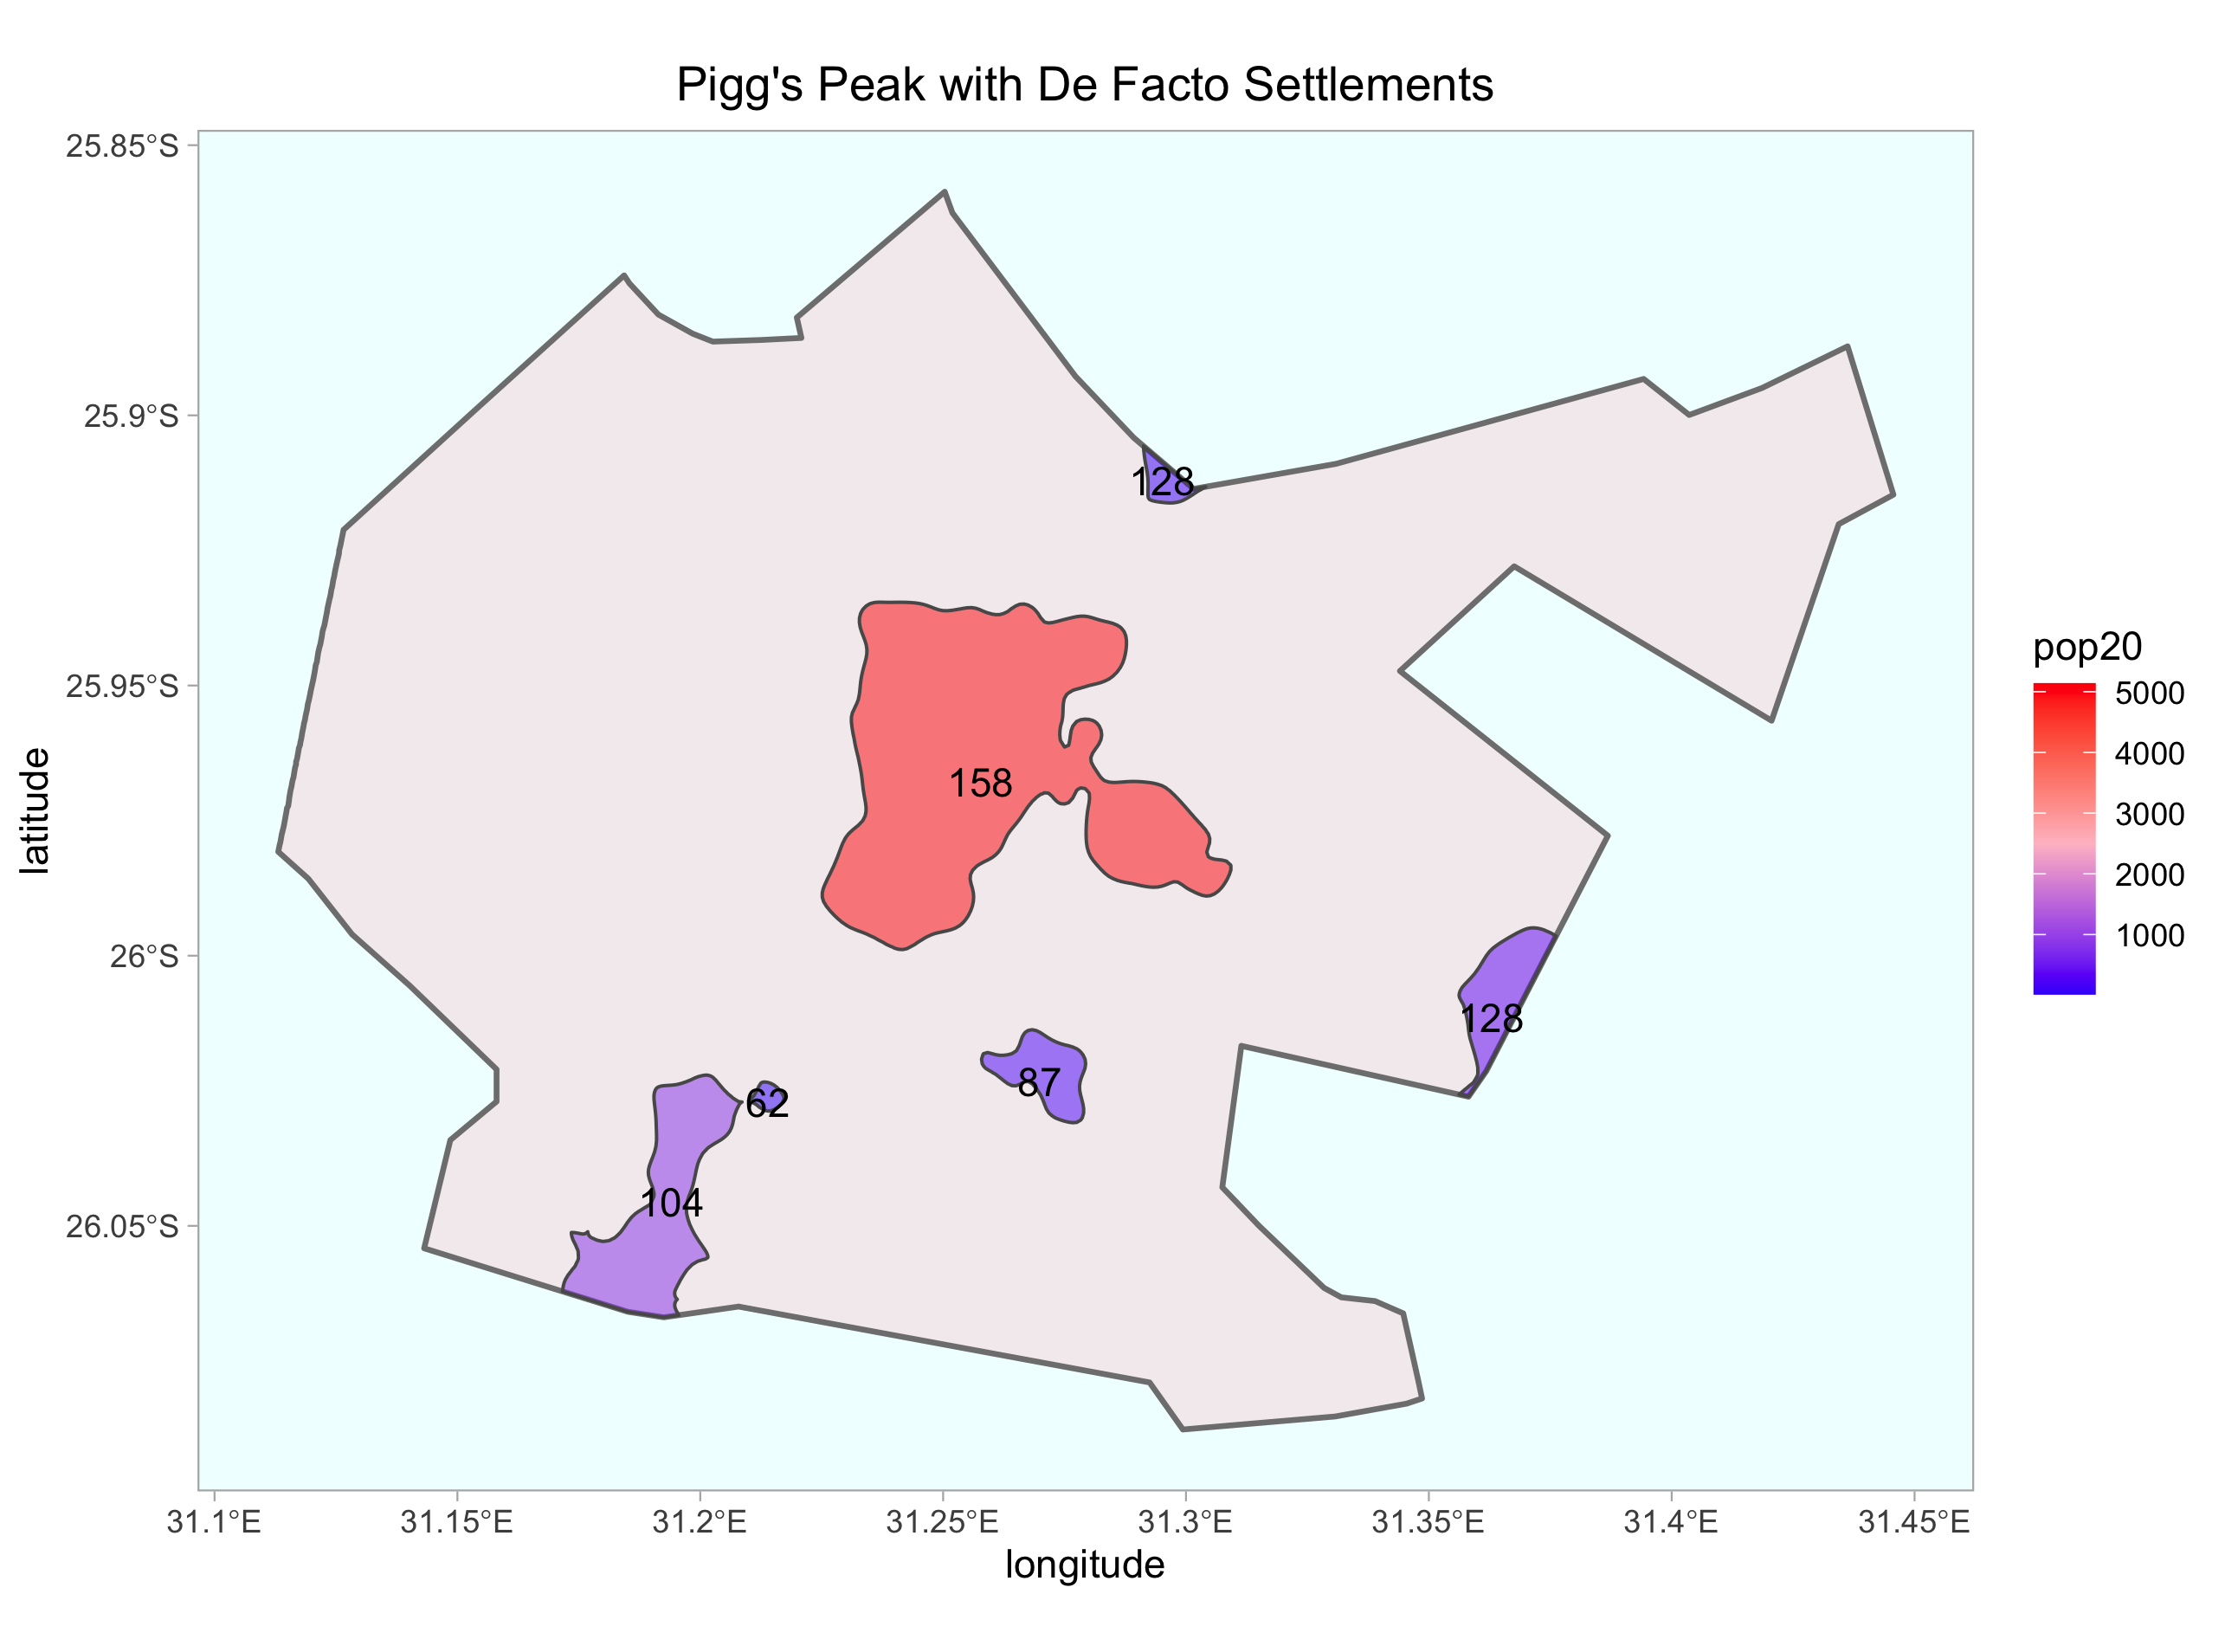 Pigg's Peak with De Facto Settlements
25.85°S
25.9°S
25.95°S
26°S
26.05°S
latitude
128
158
128
87
62
104
31.1°E
31.15°E
31.2°E
31.25°E
31.3°E
31.35°E
31.4°E
31.45°E
longitude
pop20
5000
4000
3000
2000
1000